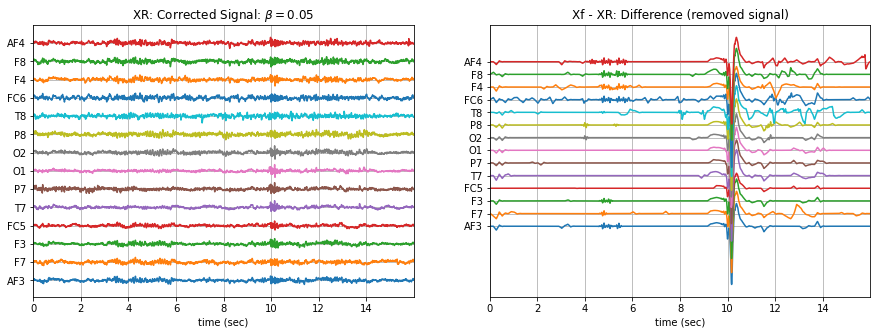 XR: Corrected Signal: β = 0.05
AF4
F8
F4
FC6
T8
P8
O2
O1
P7
T7
FC5
F3
F7
AF3
0 2 4 6 8 10 12 14
time (sec)
Xf - XR: Difference (removed signal)
AF4
F8
F4
FC6
T8
P8
O2
O1
P7
T7
FC5
F3
F7
AF3
0 2 4 6 8 10 12 14
time (sec)